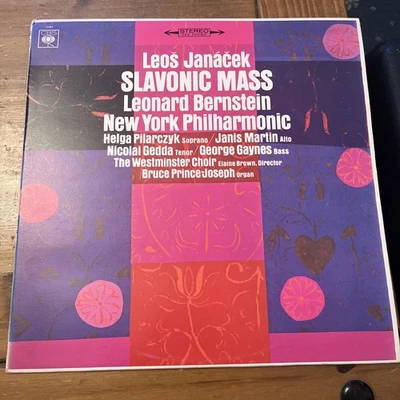 CBS
STEREO
Leoš Janáček
SLAVONIC MASS
Leonard Bernstein
New York Philharmonic
Helga Pilarczyk Soprano / Janis Martin Alto
Nicolai Gedda Tenor / George Gaynes Bass
The Westminster Choir Elaine Brown, Director
Bruce Prince-Joseph Organ